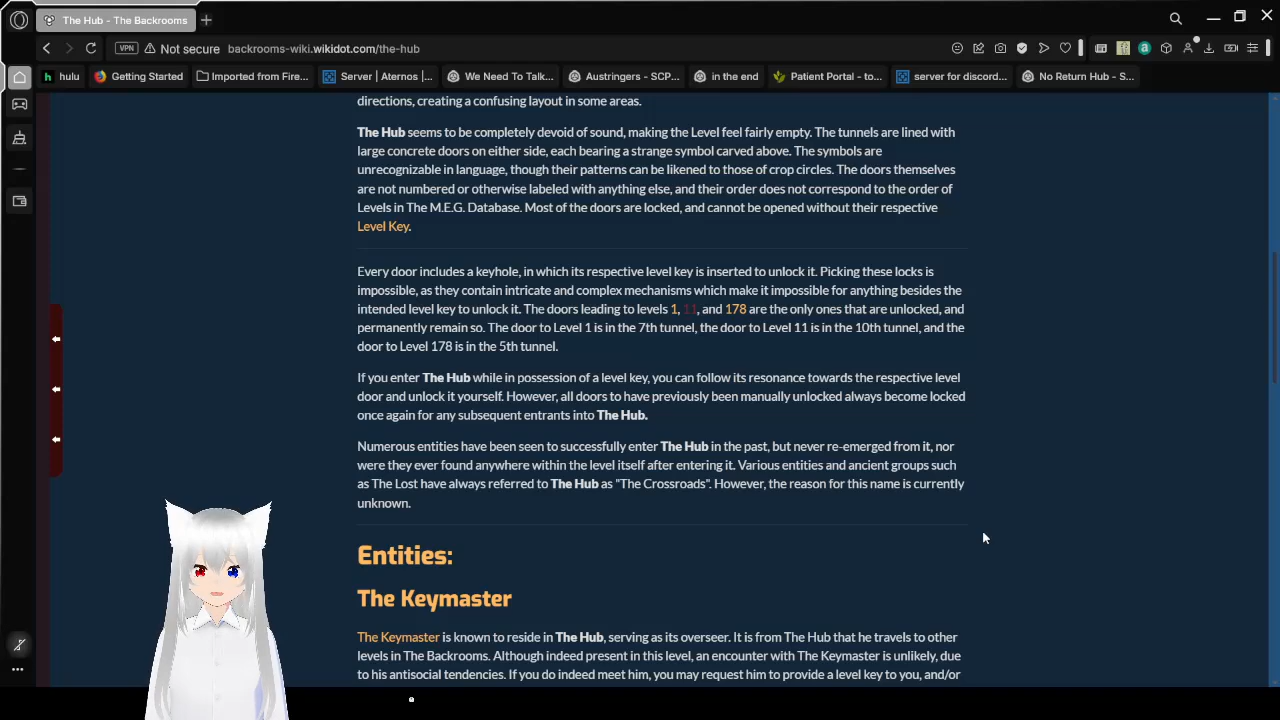 The Hub - The Backrooms
VPN Not secure backrooms-wiki.wikidot.com/the-hub
hulu Getting Started Imported from Fire... Server | Aternos |... We Need To Talk... Austringers - SCP... in the end Patient Portal - to... server for discord... No Return Hub - S...
directions, creating a confusing layout in some areas.
The Hub seems to be completely devoid of sound, making the Level feel fairly empty. The tunnels are lined with
large concrete doors on either side, each bearing a strange symbol carved above. The symbols are
unrecognizable in language, though their patterns can be likened to those of crop circles. The doors themselves
are not numbered or otherwise labeled with anything else, and their order does not correspond to the order of
Levels in The M.E.G. Database. Most of the doors are locked, and cannot be opened without their respective
Level Key.
Every door includes a keyhole, in which its respective level key is inserted to unlock it. Picking these locks is
impossible, as they contain intricate and complex mechanisms which make it impossible for anything besides the
intended level key to unlock it. The doors leading to levels 1, 11, and 178 are the only ones that are unlocked, and
permanently remain so. The door to Level 1 is in the 7th tunnel, the door to Level 11 is in the 10th tunnel, and the
door to Level 178 is in the 5th tunnel.
If you enter The Hub while in possession of a level key, you can follow its resonance towards the respective level
door and unlock it yourself. However, all doors to have previously been manually unlocked always become locked
once again for any subsequent entrants into The Hub.
Numerous entities have been seen to successfully enter The Hub in the past, but never re-emerged from it, nor
were they ever found anywhere within the level itself after entering it. Various entities and ancient groups such
as The Lost have always referred to The Hub as "The Crossroads". However, the reason for this name is currently
unknown.
Entities:
The Keymaster
The Keymaster is known to reside in The Hub, serving as its overseer. It is from The Hub that he travels to other
levels in The Backrooms. Although indeed present in this level, an encounter with The Keymaster is unlikely, due
to his antisocial tendencies. If you do indeed meet him, you may request him to provide a level key to you, and/or